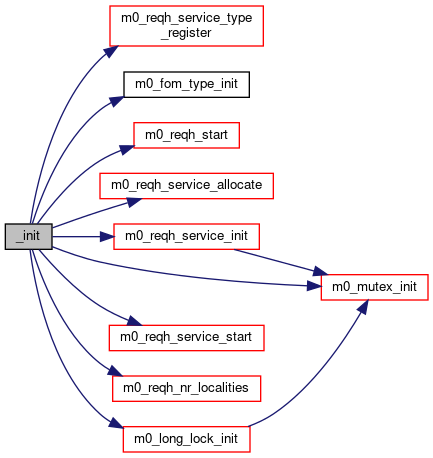 m0_reqh_service_type
_register
m0_fom_type_init
m0_reqh_start
m0_reqh_service_allocate
_init
m0_reqh_service_init
m0_mutex_init
m0_reqh_service_start
m0_reqh_nr_localities
m0_long_lock_init